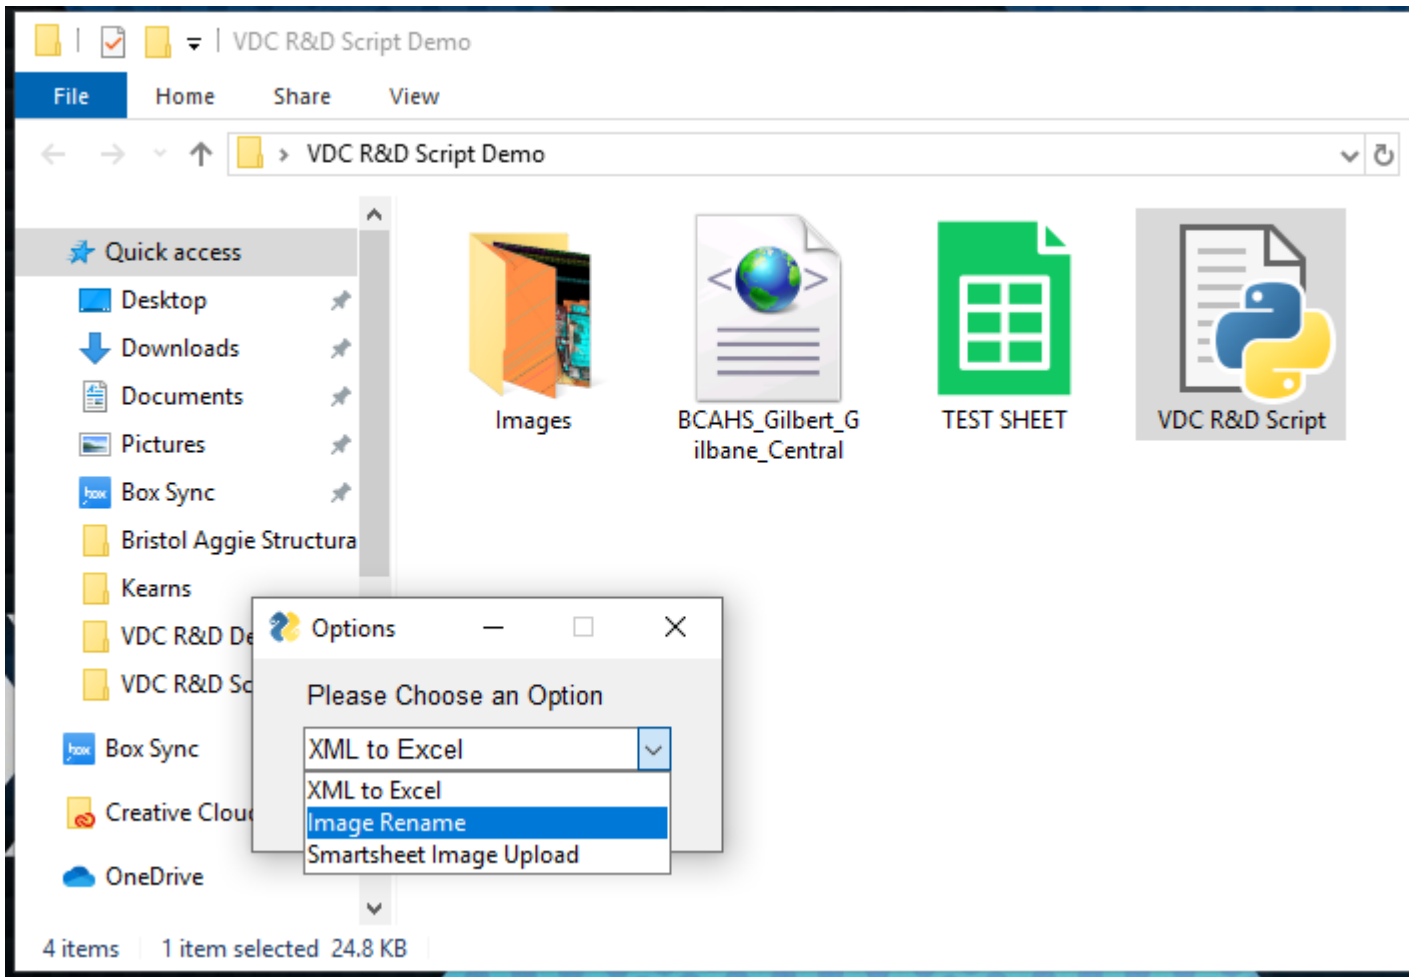 VDC R&D Script Demo
File Home Share View
VDC R&D Script Demo
Quick access
Desktop
Downloads
Documents
Pictures
Box Sync
Bristol Aggie Structura
Kearns
VDC R&D De
VDC R&D Sc
box Box Sync
Creative Clou
OneDrive
Images
BCAHS_Gilbert_G
ilbane_Central
TEST SHEET
VDC R&D Script
Options
Please Choose an Option
XML to Excel
XML to Excel
Image Rename
Smartsheet Image Upload
4 items 1 item selected 24.8 KB